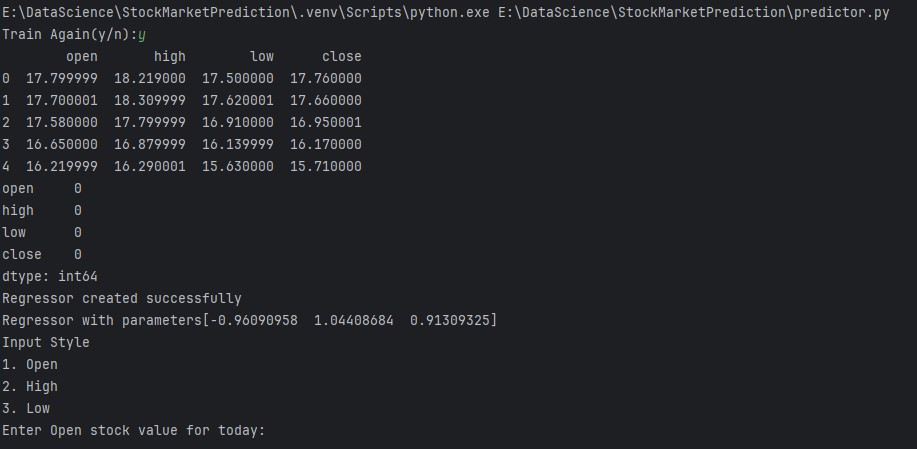 E:\DataScience\StockMarketPrediction\.venv\Scripts\python.exe E:\DataScience\StockMarketPrediction\predictor.py
Train Again(y/n):y
        open       high        low      close
0  17.799999  18.219000  17.500000  17.760000
1  17.700001  18.309999  17.620001  17.660000
2  17.580000  17.799999  16.910000  16.950001
3  16.650000  16.879999  16.139999  16.170000
4  16.219999  16.290001  15.630000  15.710000
open     0
high     0
low      0
close    0
dtype: int64
Regressor created successfully
Regressor with parameters[-0.96090958  1.04408684  0.91309325]
Input Style
1. Open
2. High
3. Low
Enter Open stock value for today: